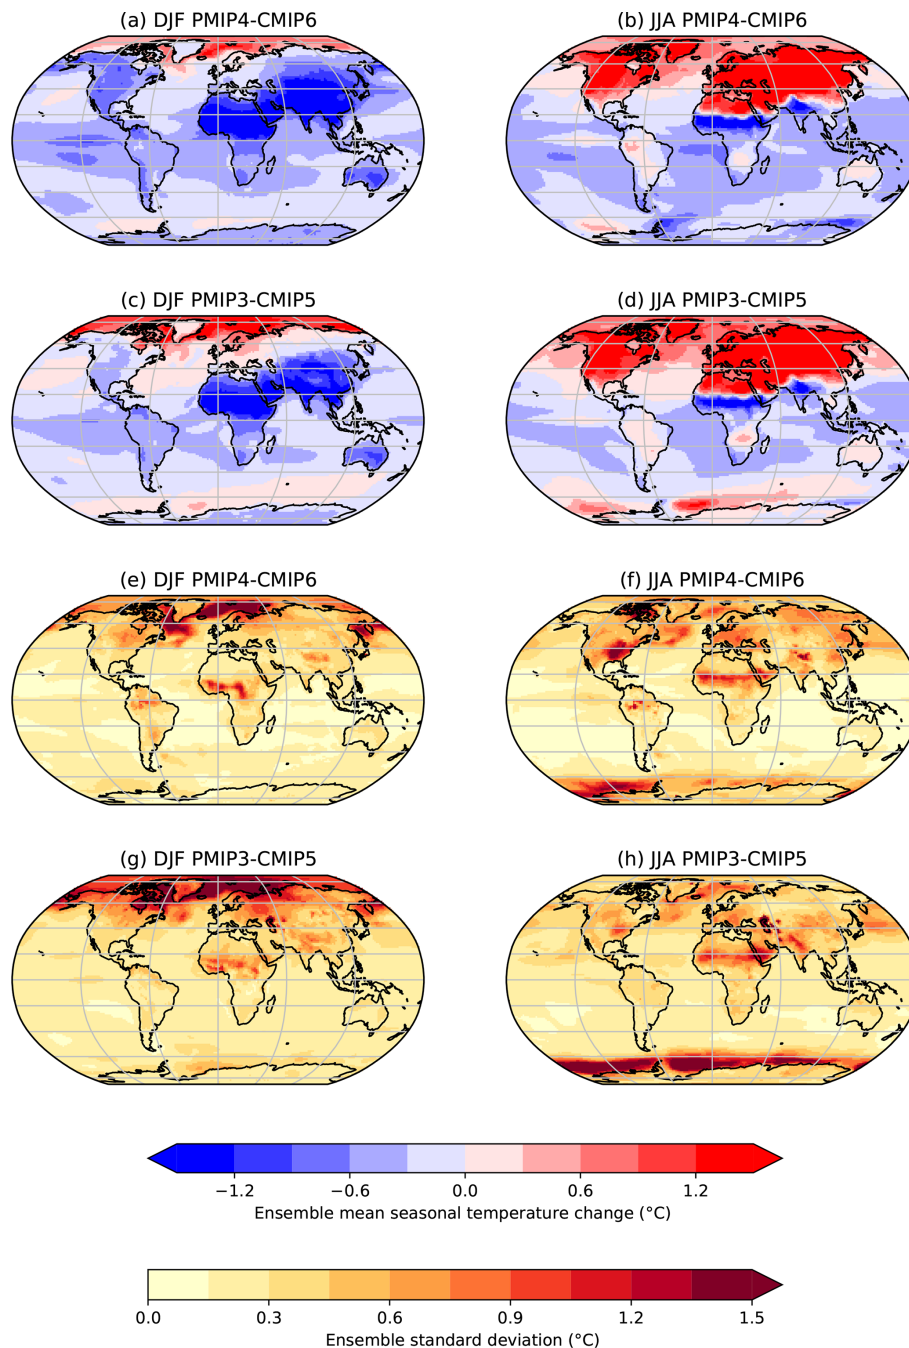 (a) DJF PMIP4-CMIP6
(b) JJA PMIP4-CMIP6
(c) DJF PMIP3-CMIP5
(d) JJA PMIP3-CMIP5
(e) DJF PMIP4-CMIP6
(f) JJA PMIP4-CMIP6
(g) DJF PMIP3-CMIP5
(h) JJA PMIP3-CMIP5
−1.2 −0.6 0.0 0.6 1.2
Ensemble mean seasonal temperature change (°C)
0.0 0.3 0.6 0.9 1.2 1.5
Ensemble standard deviation (°C)